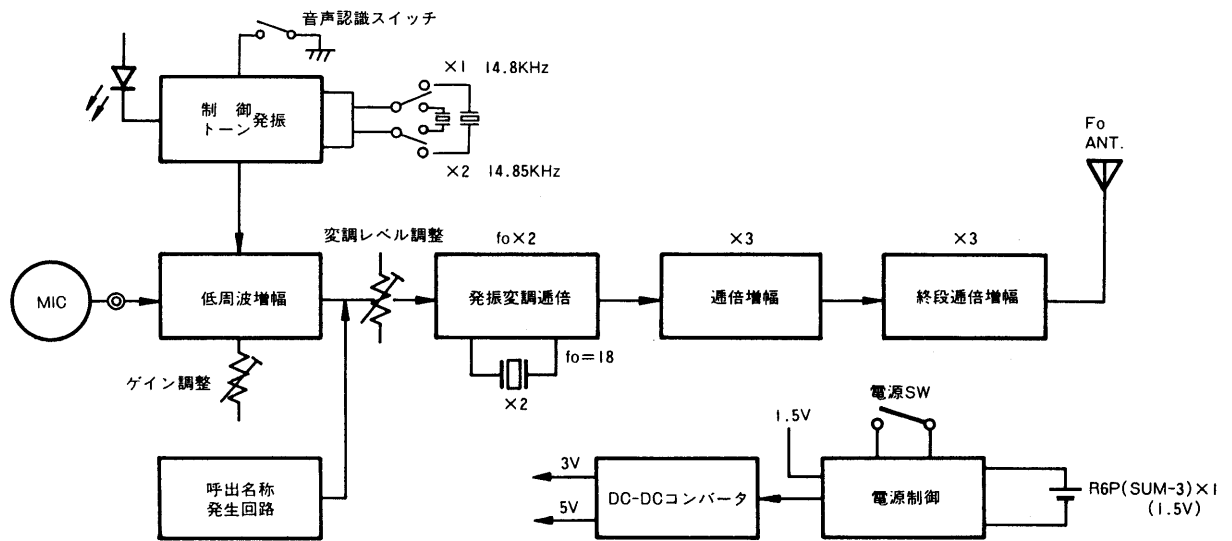 音声認識スイッチ
×1 14.8KHz
制 御
トーン 発振
×2 14.85KHz
Fo
ANT.
変調レベル調整
fo×2
×3
×3
MIC
低周波増幅
発振変調逓倍
逓倍増幅
終段逓倍増幅
fo=18
×2
ゲイン調整
電源SW
1.5V
呼出名称
発生回路
3V
5V
DC-DCコンバータ
電源制御
R6P(SUM-3)×1
(1.5V)